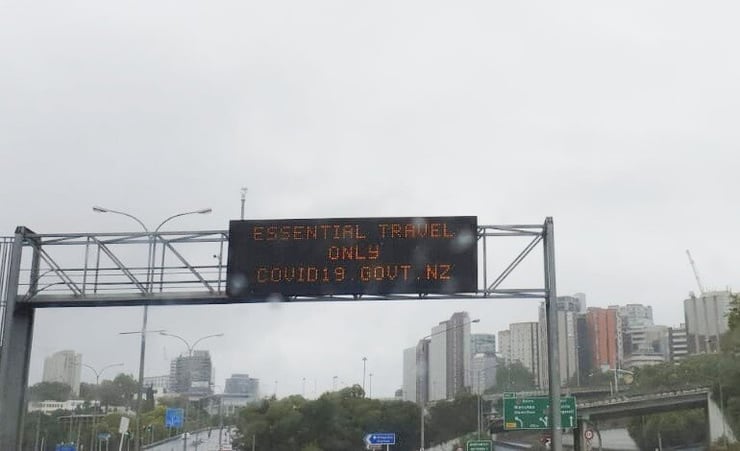 ESSENTIAL TRAVEL
ONLY
COVID19.GOVT.NZ